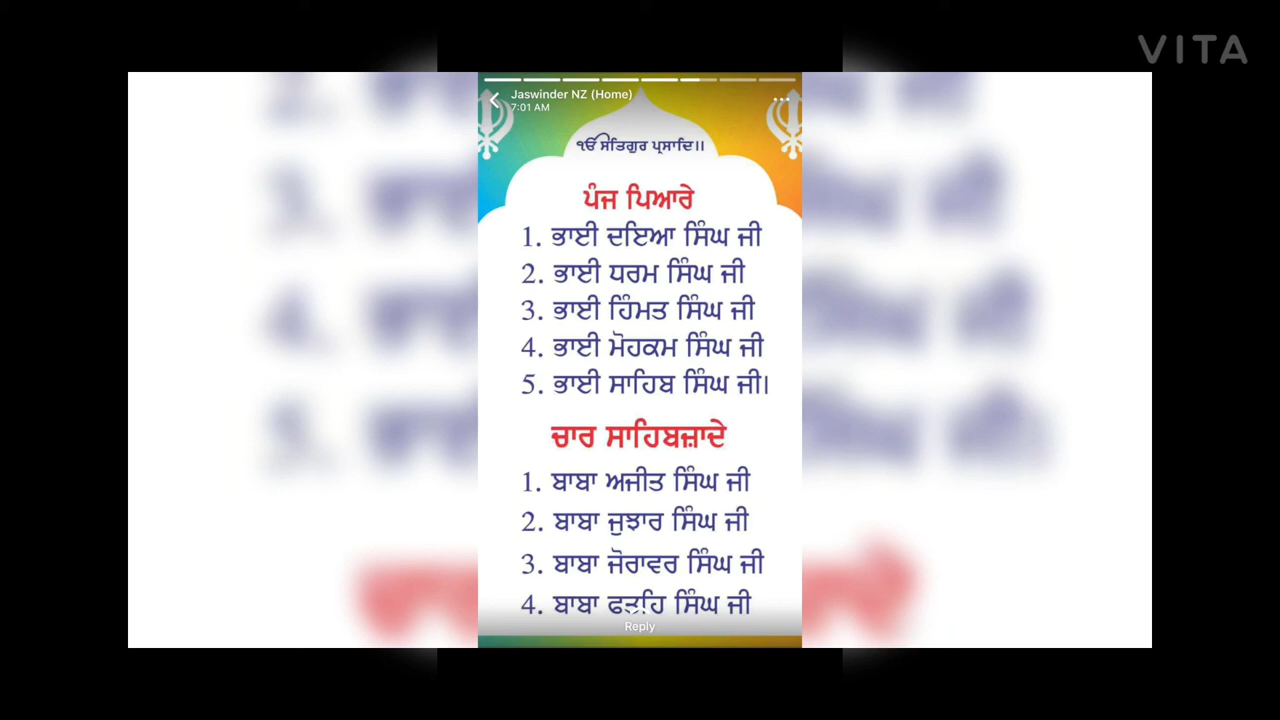 VITA
Jaswinder NZ (Home)
7:01 AM
ੴ ਸਤਿਗੁਰ ਪ੍ਰਸਾਦਿ।।
ਪੰਜ ਪਿਆਰੇ
1. ਭਾਈ ਦਇਆ ਸਿੰਘ ਜੀ
2. ਭਾਈ ਧਰਮ ਸਿੰਘ ਜੀ
3. ਭਾਈ ਹਿੰਮਤ ਸਿੰਘ ਜੀ
4. ਭਾਈ ਮੋਹਕਮ ਸਿੰਘ ਜੀ
5. ਭਾਈ ਸਾਹਿਬ ਸਿੰਘ ਜੀ।
ਚਾਰ ਸਾਹਿਬਜ਼ਾਦੇ
1. ਬਾਬਾ ਅਜੀਤ ਸਿੰਘ ਜੀ
2. ਬਾਬਾ ਜੁਝਾਰ ਸਿੰਘ ਜੀ
3. ਬਾਬਾ ਜੋਰਾਵਰ ਸਿੰਘ ਜੀ
4. ਬਾਬਾ ਫਤਹਿ ਸਿੰਘ ਜੀ
Reply